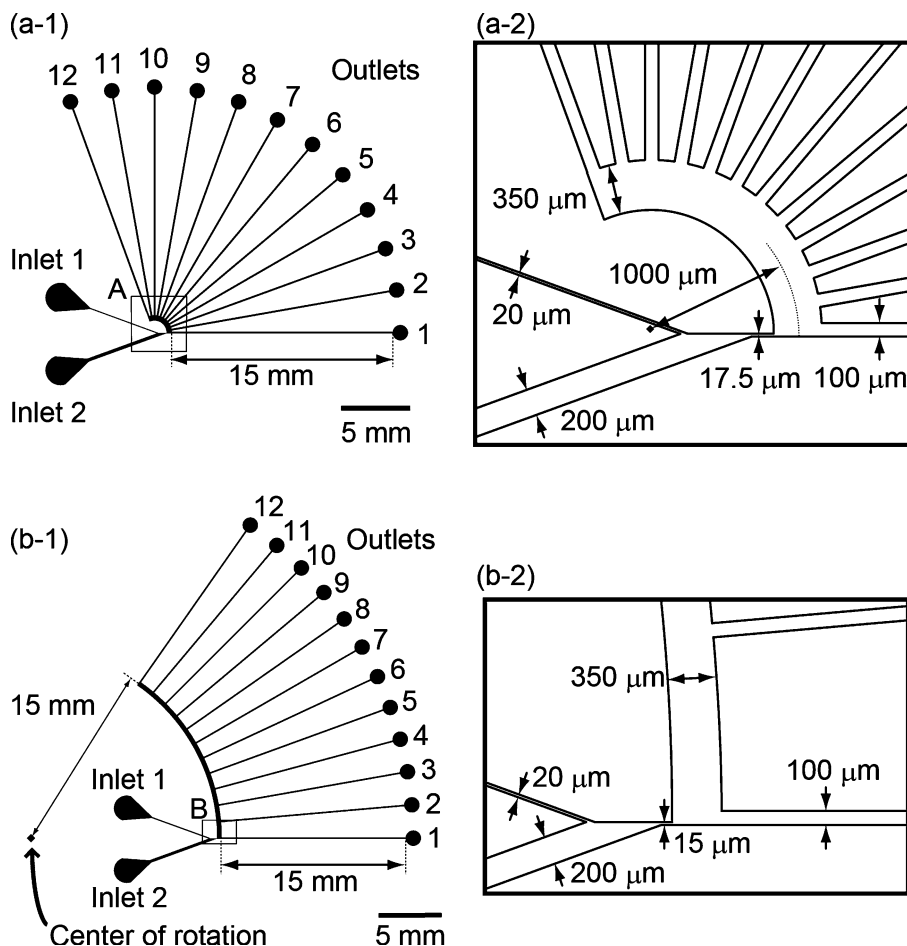 (a-1)
12
11
10
9
8
7
6
5
4
3
2
1
Outlets
Inlet 1
A
Inlet 2
15 mm
5 mm
(a-2)
350 μm
1000 μm
20 μm
17.5 μm
100 μm
200 μm
(b-1)
12
11
10
9
8
7
6
5
4
3
2
1
Outlets
15 mm
Inlet 1
B
Inlet 2
15 mm
5 mm
Center of rotation
(b-2)
350 μm
20 μm
100 μm
15 μm
200 μm